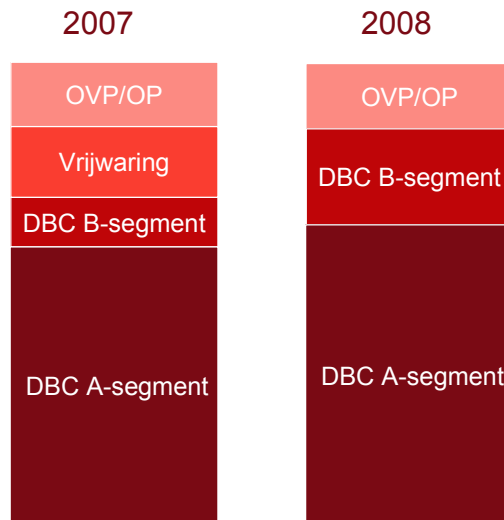 2007
OVP/OP
Vrijwaring
DBC B-segment
DBC A-segment
2008
OVP/OP
DBC B-segment
DBC A-segment